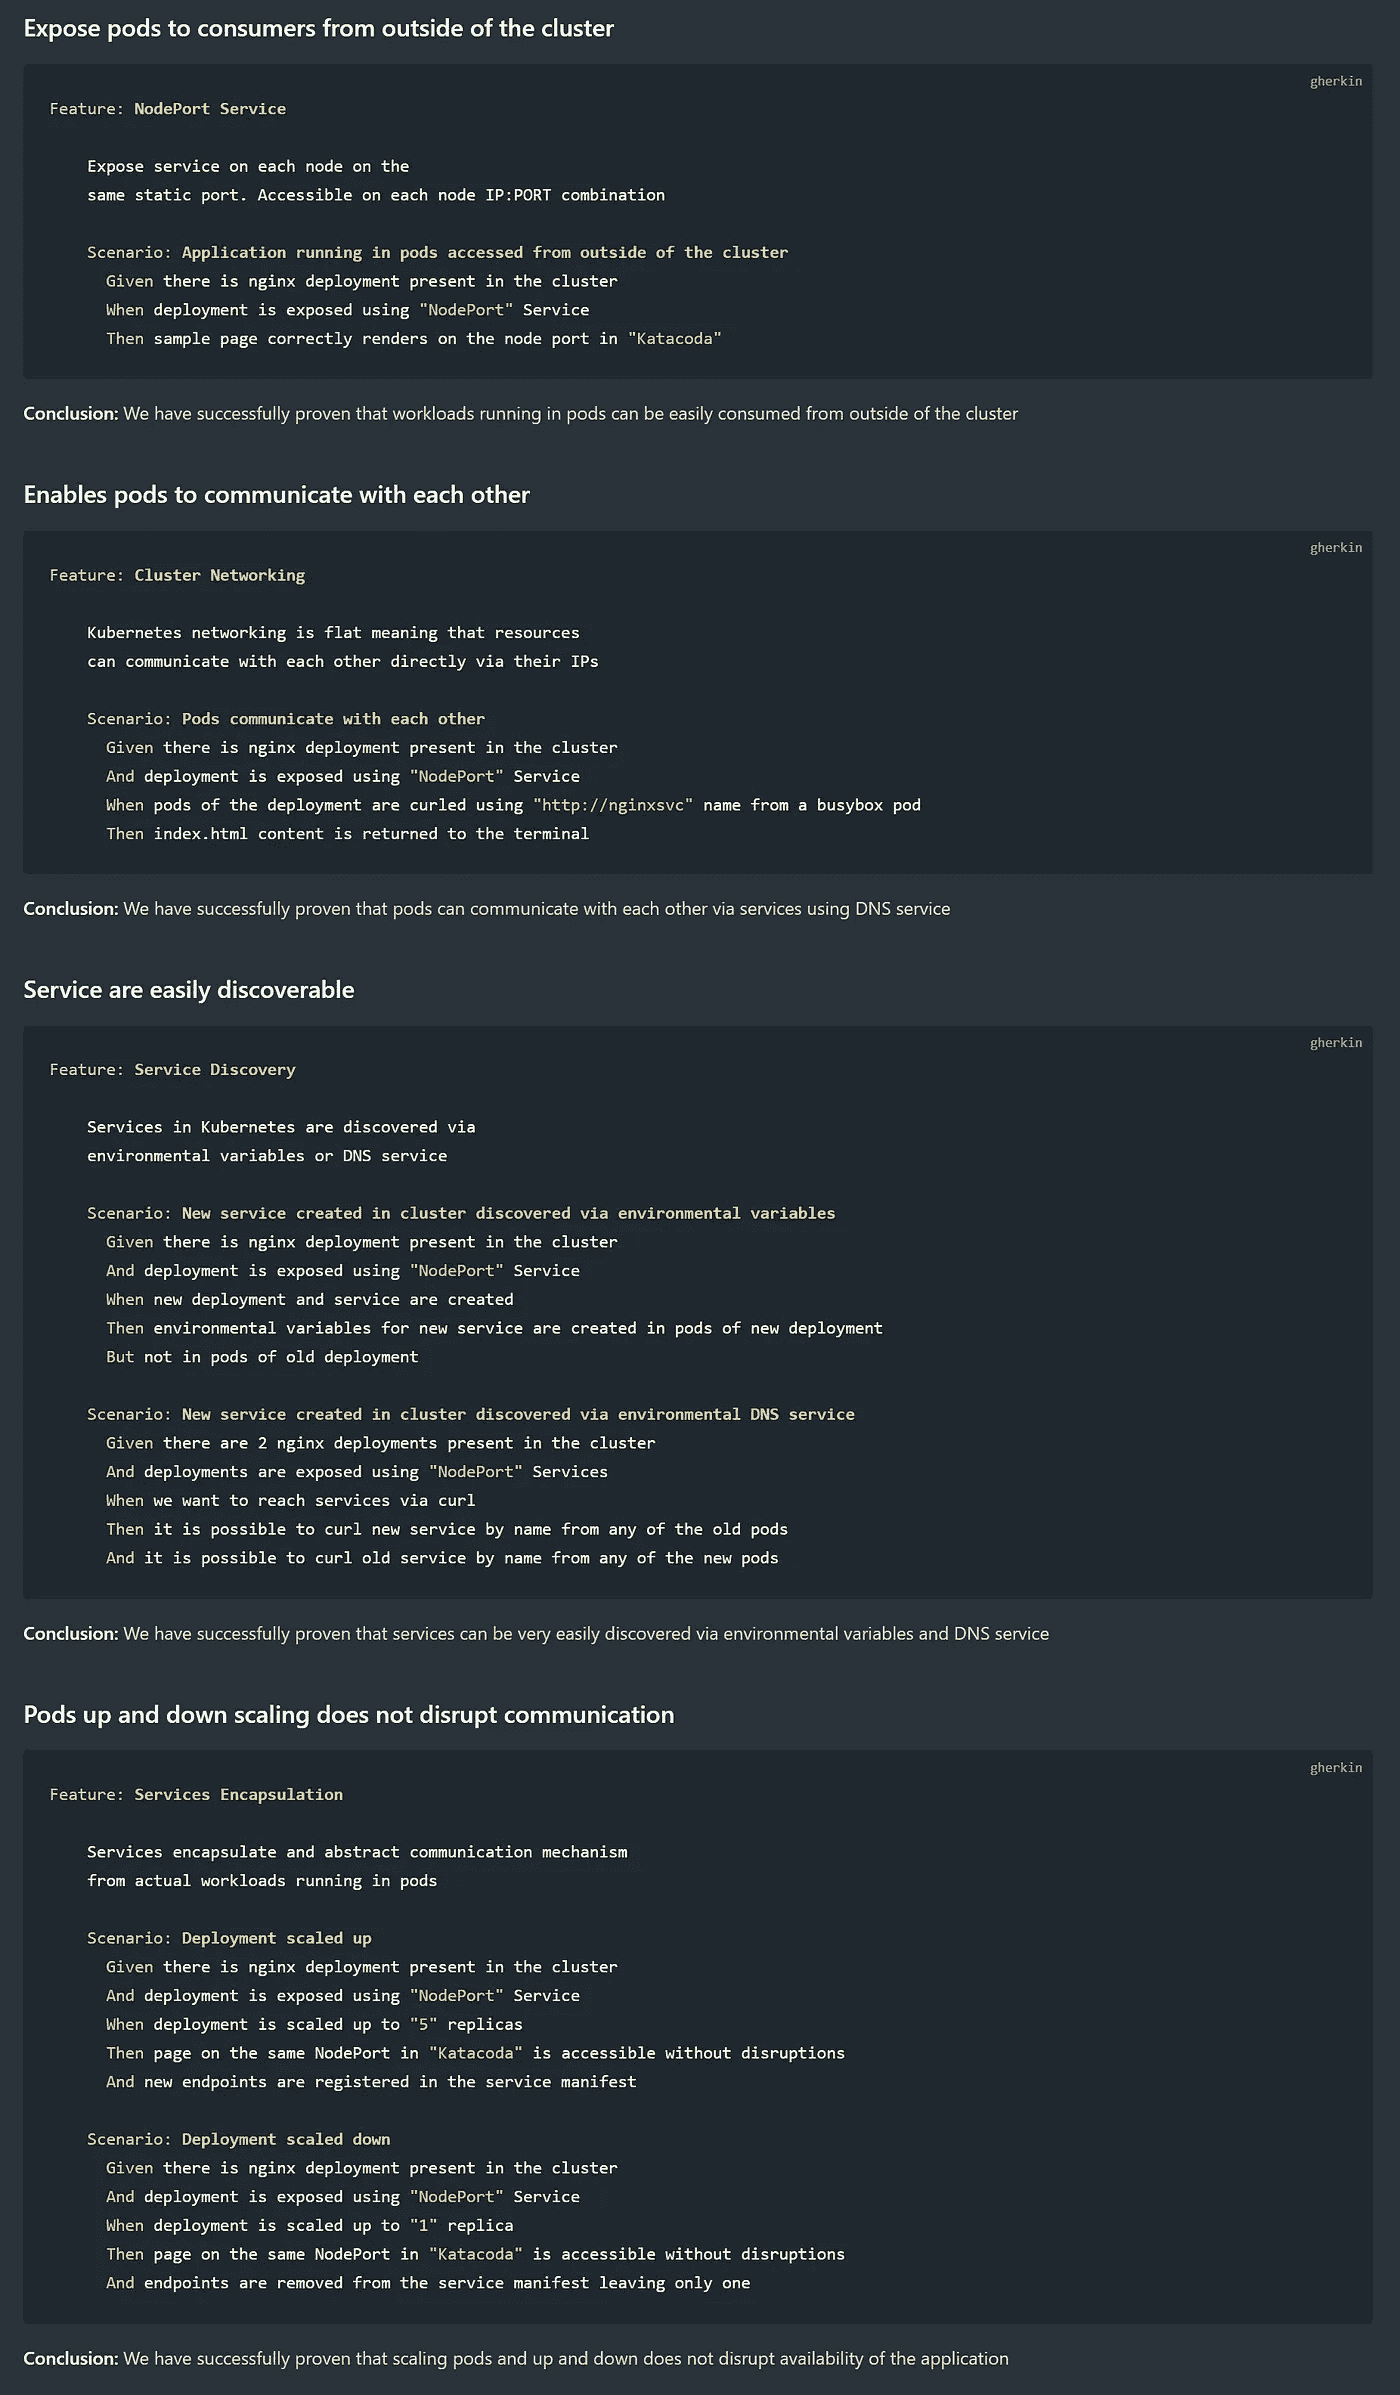 Expose pods to consumers from outside of the cluster
gherkin
Feature: NodePort Service
Expose service on each node on the
same static port. Accessible on each node IP:PORT combination
Scenario: Application running in pods accessed from outside of the cluster
Given there is nginx deployment present in the cluster
When deployment is exposed using "NodePort" Service
Then sample page correctly renders on the node port in "Katacoda"
Conclusion: We have successfully proven that workloads running in pods can be easily consumed from outside of the cluster
Enables pods to communicate with each other
gherkin
Feature: Cluster Networking
Kubernetes networking is flat meaning that resources
can communicate with each other directly via their IPs
Scenario: Pods communicate with each other
Given there is nginx deployment present in the cluster
And deployment is exposed using "NodePort" Service
When pods of the deployment are curled using "http://nginxsvc" name from a busybox pod
Then index.html content is returned to the terminal
Conclusion: We have successfully proven that pods can communicate with each other via services using DNS service
Service are easily discoverable
gherkin
Feature: Service Discovery
Services in Kubernetes are discovered via
environmental variables or DNS service
Scenario: New service created in cluster discovered via environmental variables
Given there is nginx deployment present in the cluster
And deployment is exposed using "NodePort" Service
When new deployment and service are created
Then environmental variables for new service are created in pods of new deployment
But not in pods of old deployment
Scenario: New service created in cluster discovered via environmental DNS service
Given there are 2 nginx deployments present in the cluster
And deployments are exposed using "NodePort" Services
When we want to reach services via curl
Then it is possible to curl new service by name from any of the old pods
And it is possible to curl old service by name from any of the new pods
Conclusion: We have successfully proven that services can be very easily discovered via environmental variables and DNS service
Pods up and down scaling does not disrupt communication
gherkin
Feature: Services Encapsulation
Services encapsulate and abstract communication mechanism
from actual workloads running in pods
Scenario: Deployment scaled up
Given there is nginx deployment present in the cluster
And deployment is exposed using "NodePort" Service
When deployment is scaled up to "5" replicas
Then page on the same NodePort in "Katacoda" is accessible without disruptions
And new endpoints are registered in the service manifest
Scenario: Deployment scaled down
Given there is nginx deployment present in the cluster
And deployment is exposed using "NodePort" Service
When deployment is scaled up to "1" replica
Then page on the same NodePort in "Katacoda" is accessible without disruptions
And endpoints are removed from the service manifest leaving only one
Conclusion: We have successfully proven that scaling pods and up and down does not disrupt availability of the application